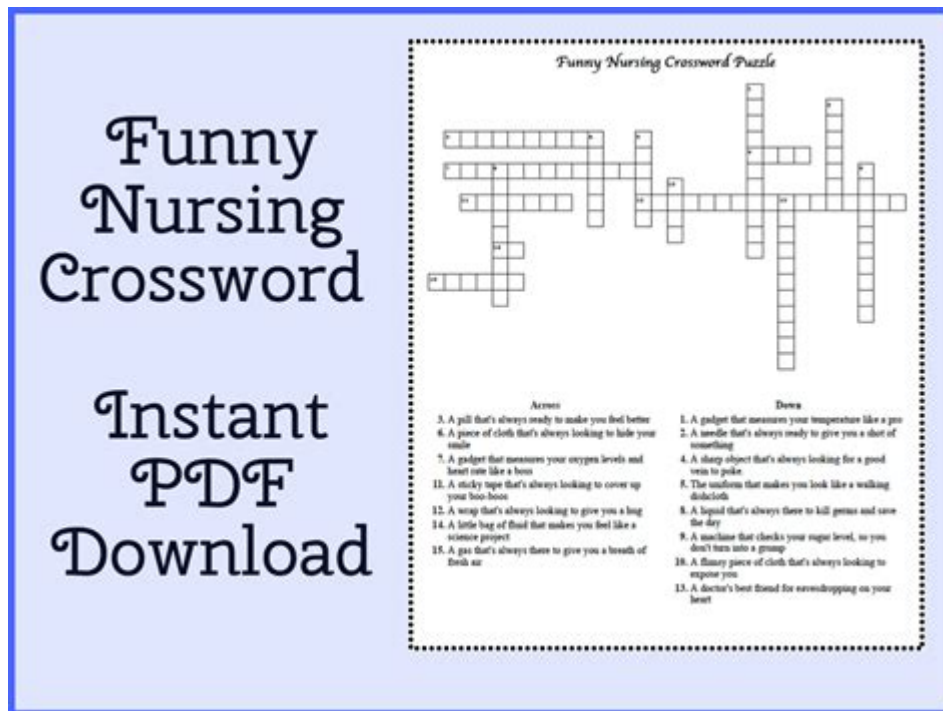 Funny
Nursing
Crossword
Instant
PDF
Download
Funny Nursing Crossword Puzzle
Across
3. A pill that's always ready to make you feel better
6. A piece of cloth that's always looking to hide your
smile
7. A gadget that measures your oxygen levels and
heart rate like a boss
11. A sticky tape that's always looking to cover up
your boo-boos
12. A wrap that's always looking to give you a hug
14. A little bag of fluid that makes you feel like a
science project
15. A gas that's always there to give you a breath of
fresh air
Down
1. A gadget that measures your temperature like a pro
2. A needle that's always ready to give you a shot of
something
4. A sharp object that's always looking for a good
vein to poke.
5. The uniform that makes you look like a walking
dishcloth
8. A liquid that's always there to kill germs and save
the day
9. A machine that checks your sugar level, so you
don't turn into a grump
10. A flimsy piece of cloth that's always looking to
expose you
13. A doctor's best friend for eavesdropping on your
heart